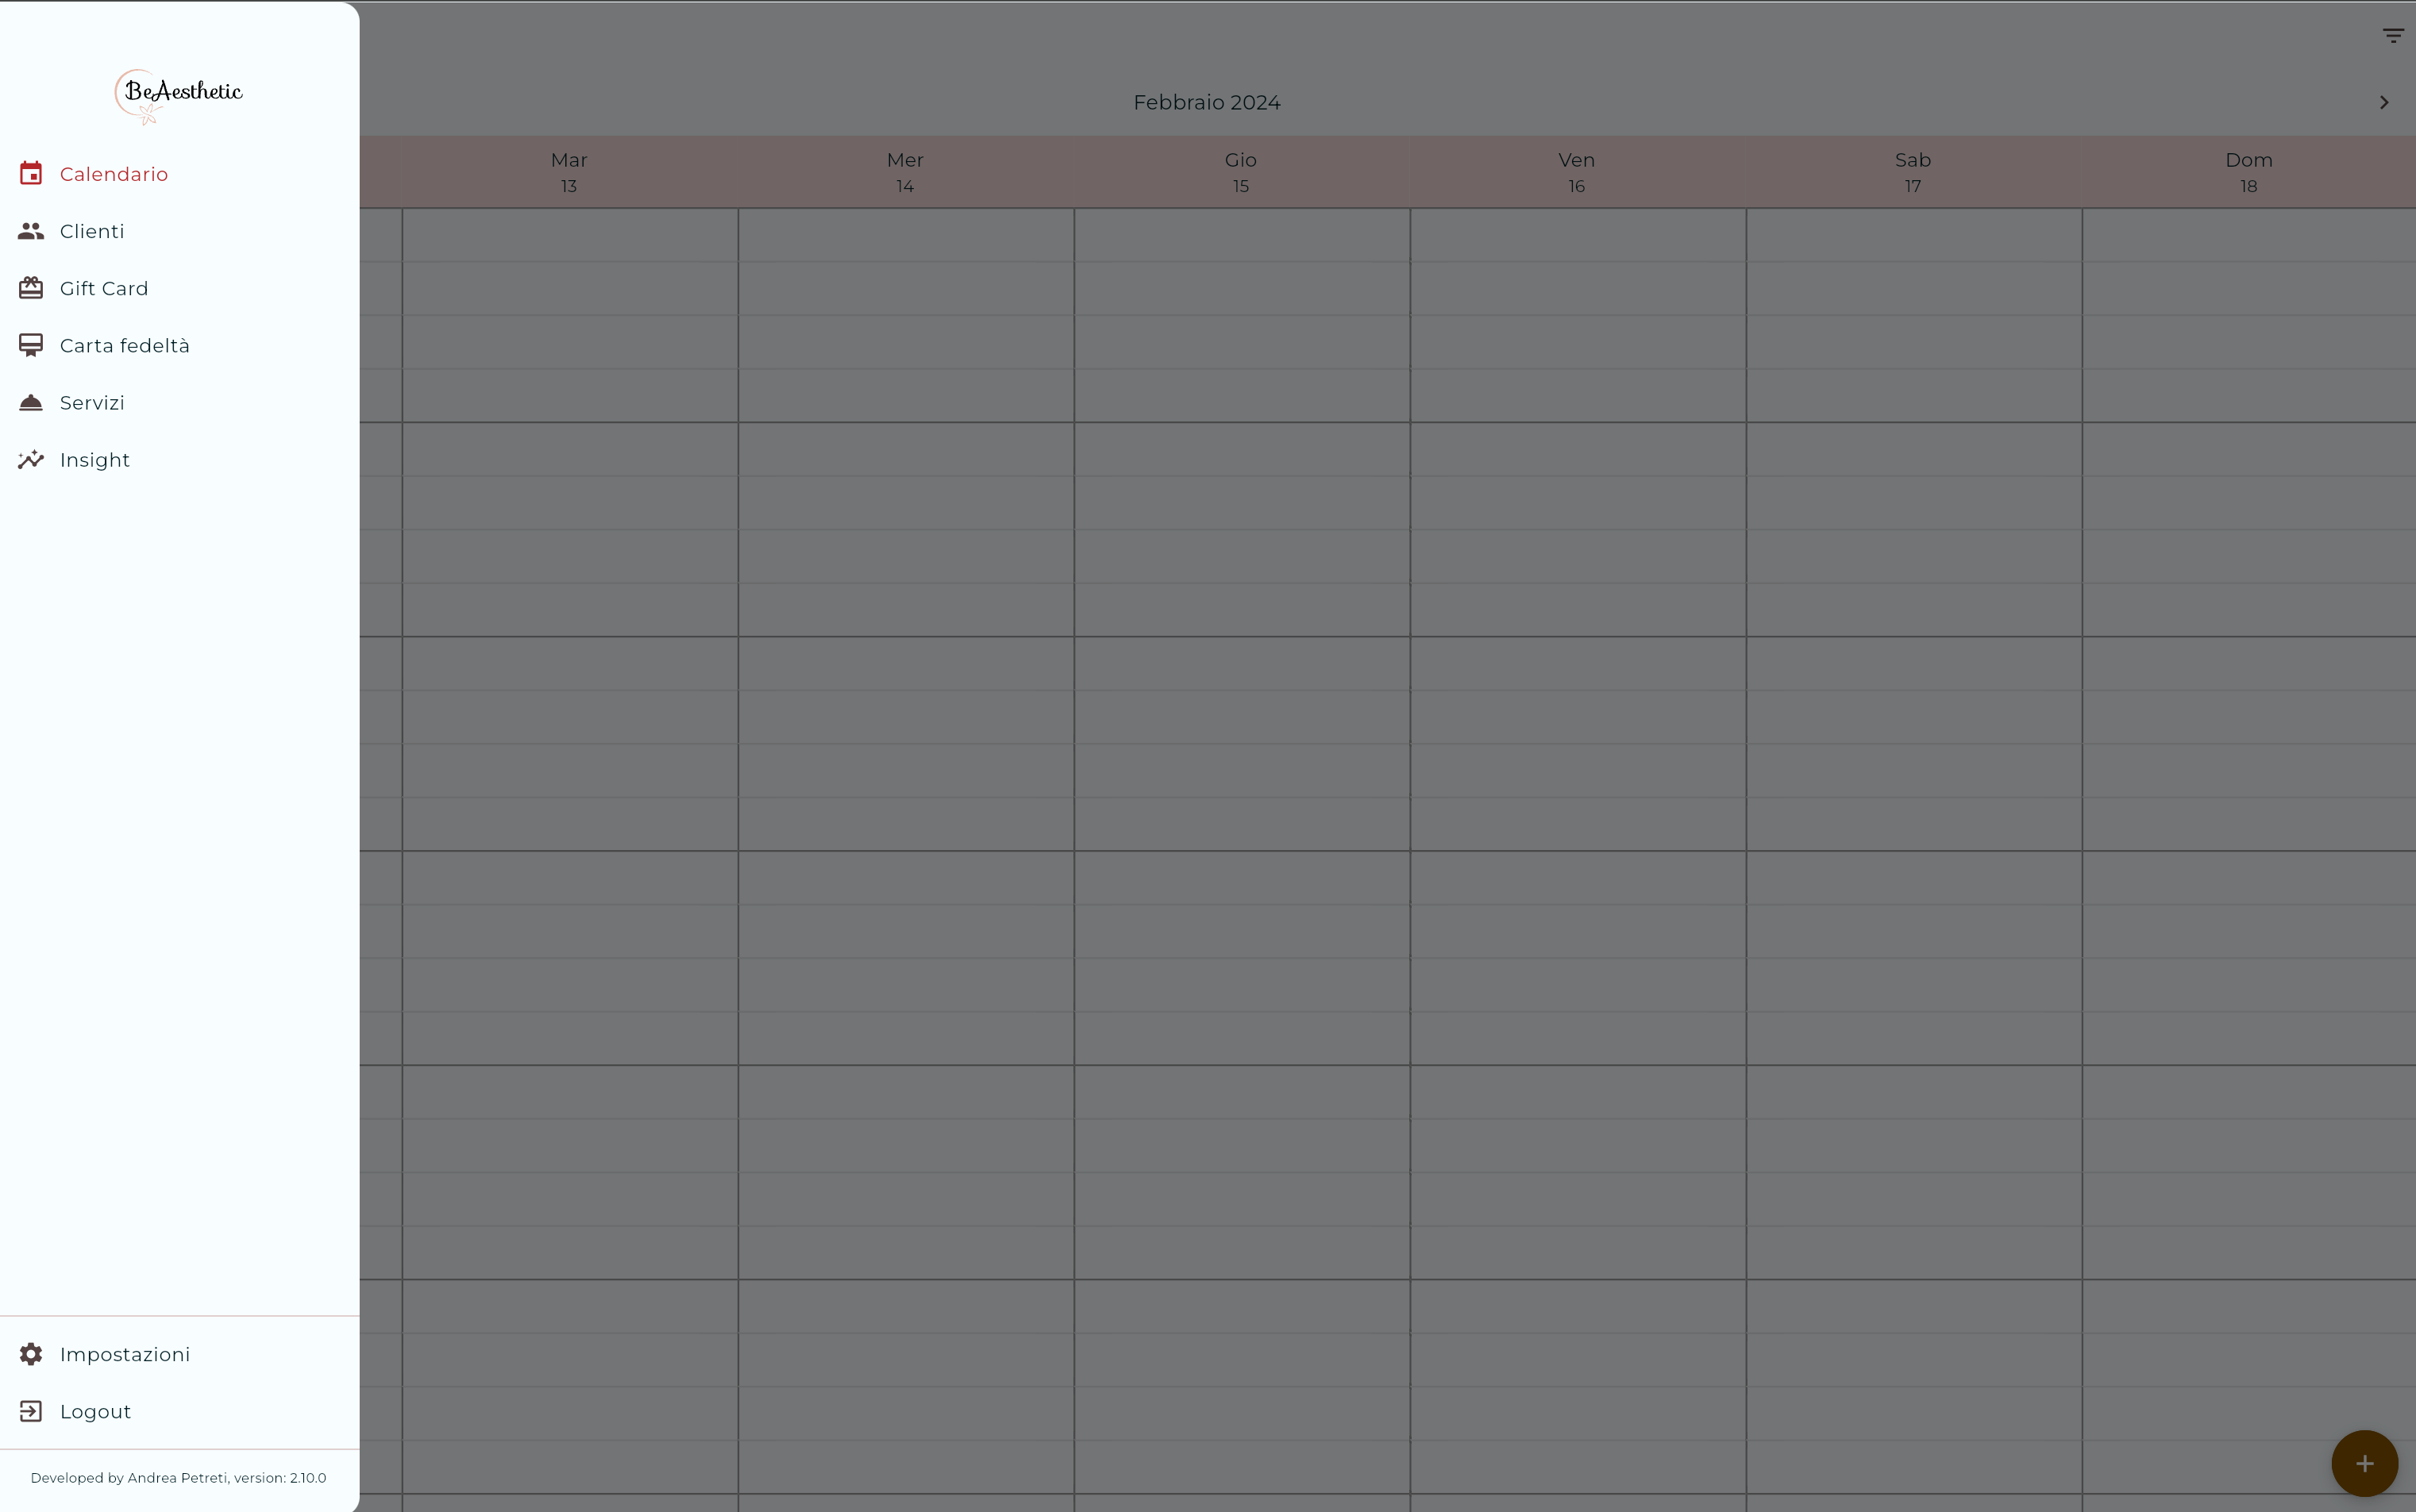 BeAesthetic
Calendario
Clienti
Gift Card
Carta fedeltà
Servizi
Insight
Impostazioni
Logout
Developed by Andrea Petreti, version: 2.10.0
Febbraio 2024
Mar Mer Gio Ven Sab Dom
13 14 15 16 17 18